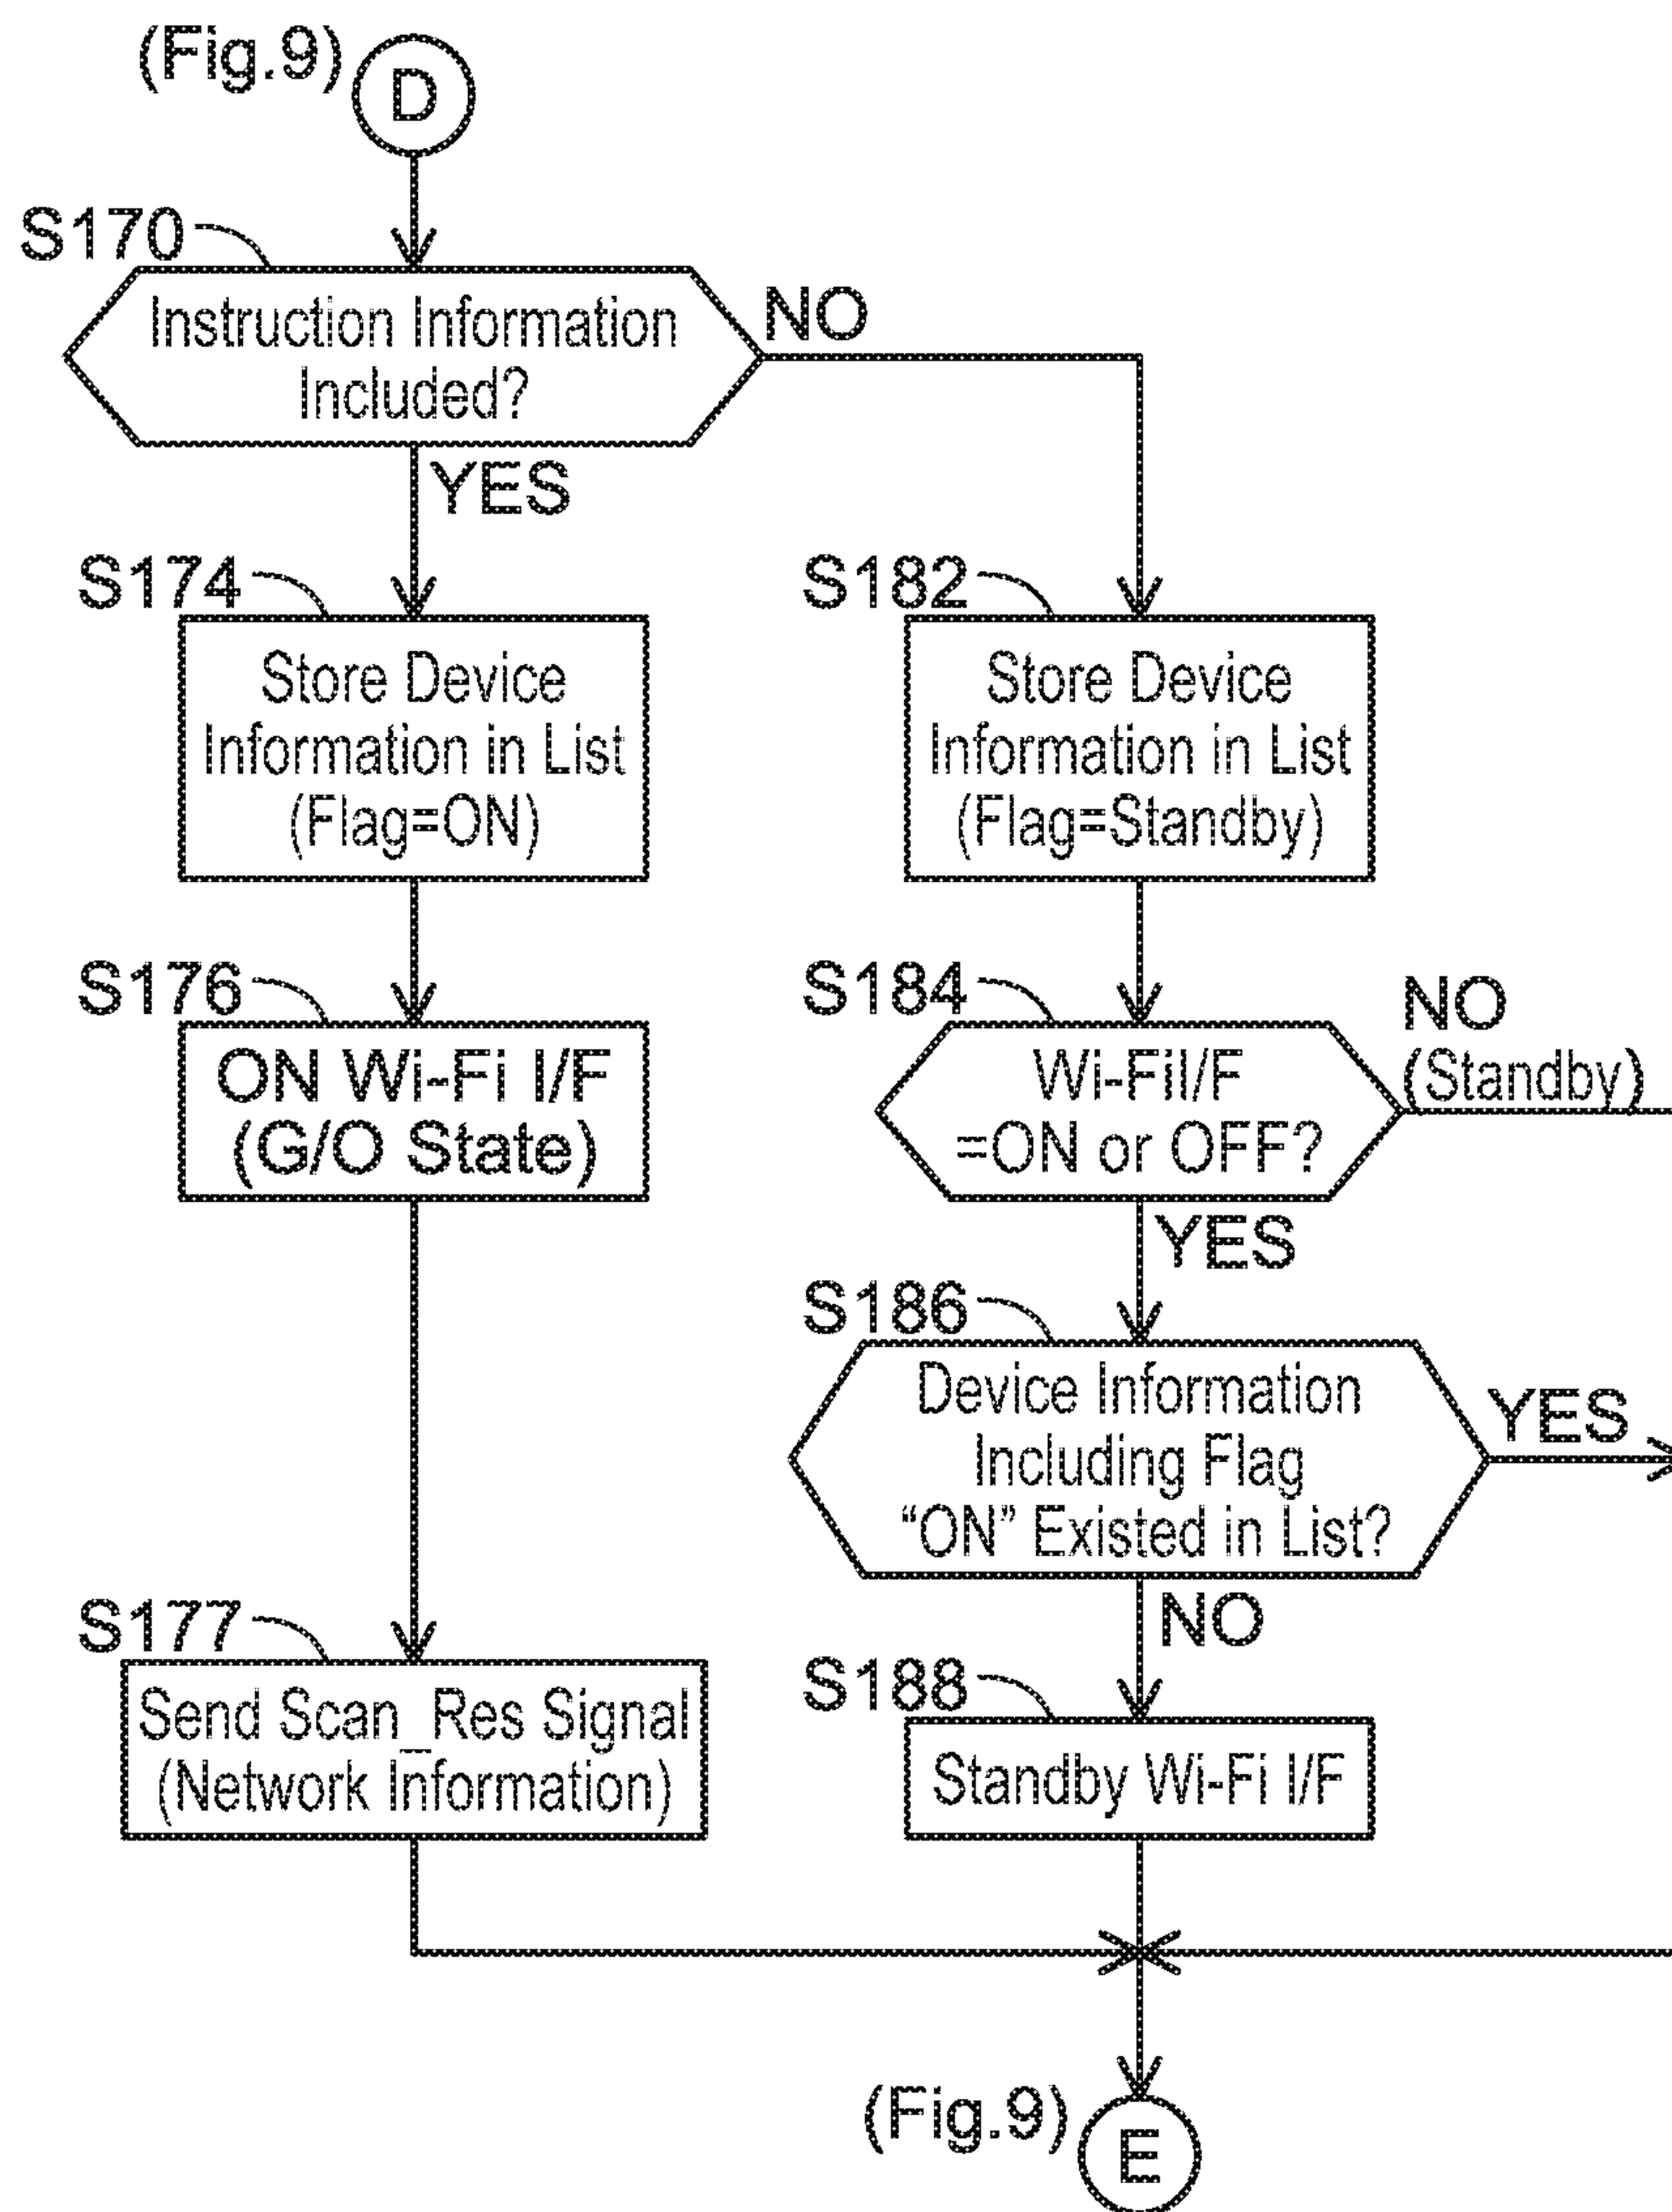 (Fig.9)
D
S170
Instruction Information
Included?
NO
YES
S174
Store Device
Information in List
(Flag=ON)
S182
Store Device
Information in List
(Flag=Standby)
S176
ON Wi-Fi I/F
(G/O State)
S184
Wi-FiI/F
=ON or OFF?
NO
(Standby)
YES
S186
Device Information
Including Flag
“ON” Existed in List?
YES
NO
S177
Send Scan_Res Signal
(Network Information)
S188
Standby Wi-Fi I/F
(Fig.9)
E